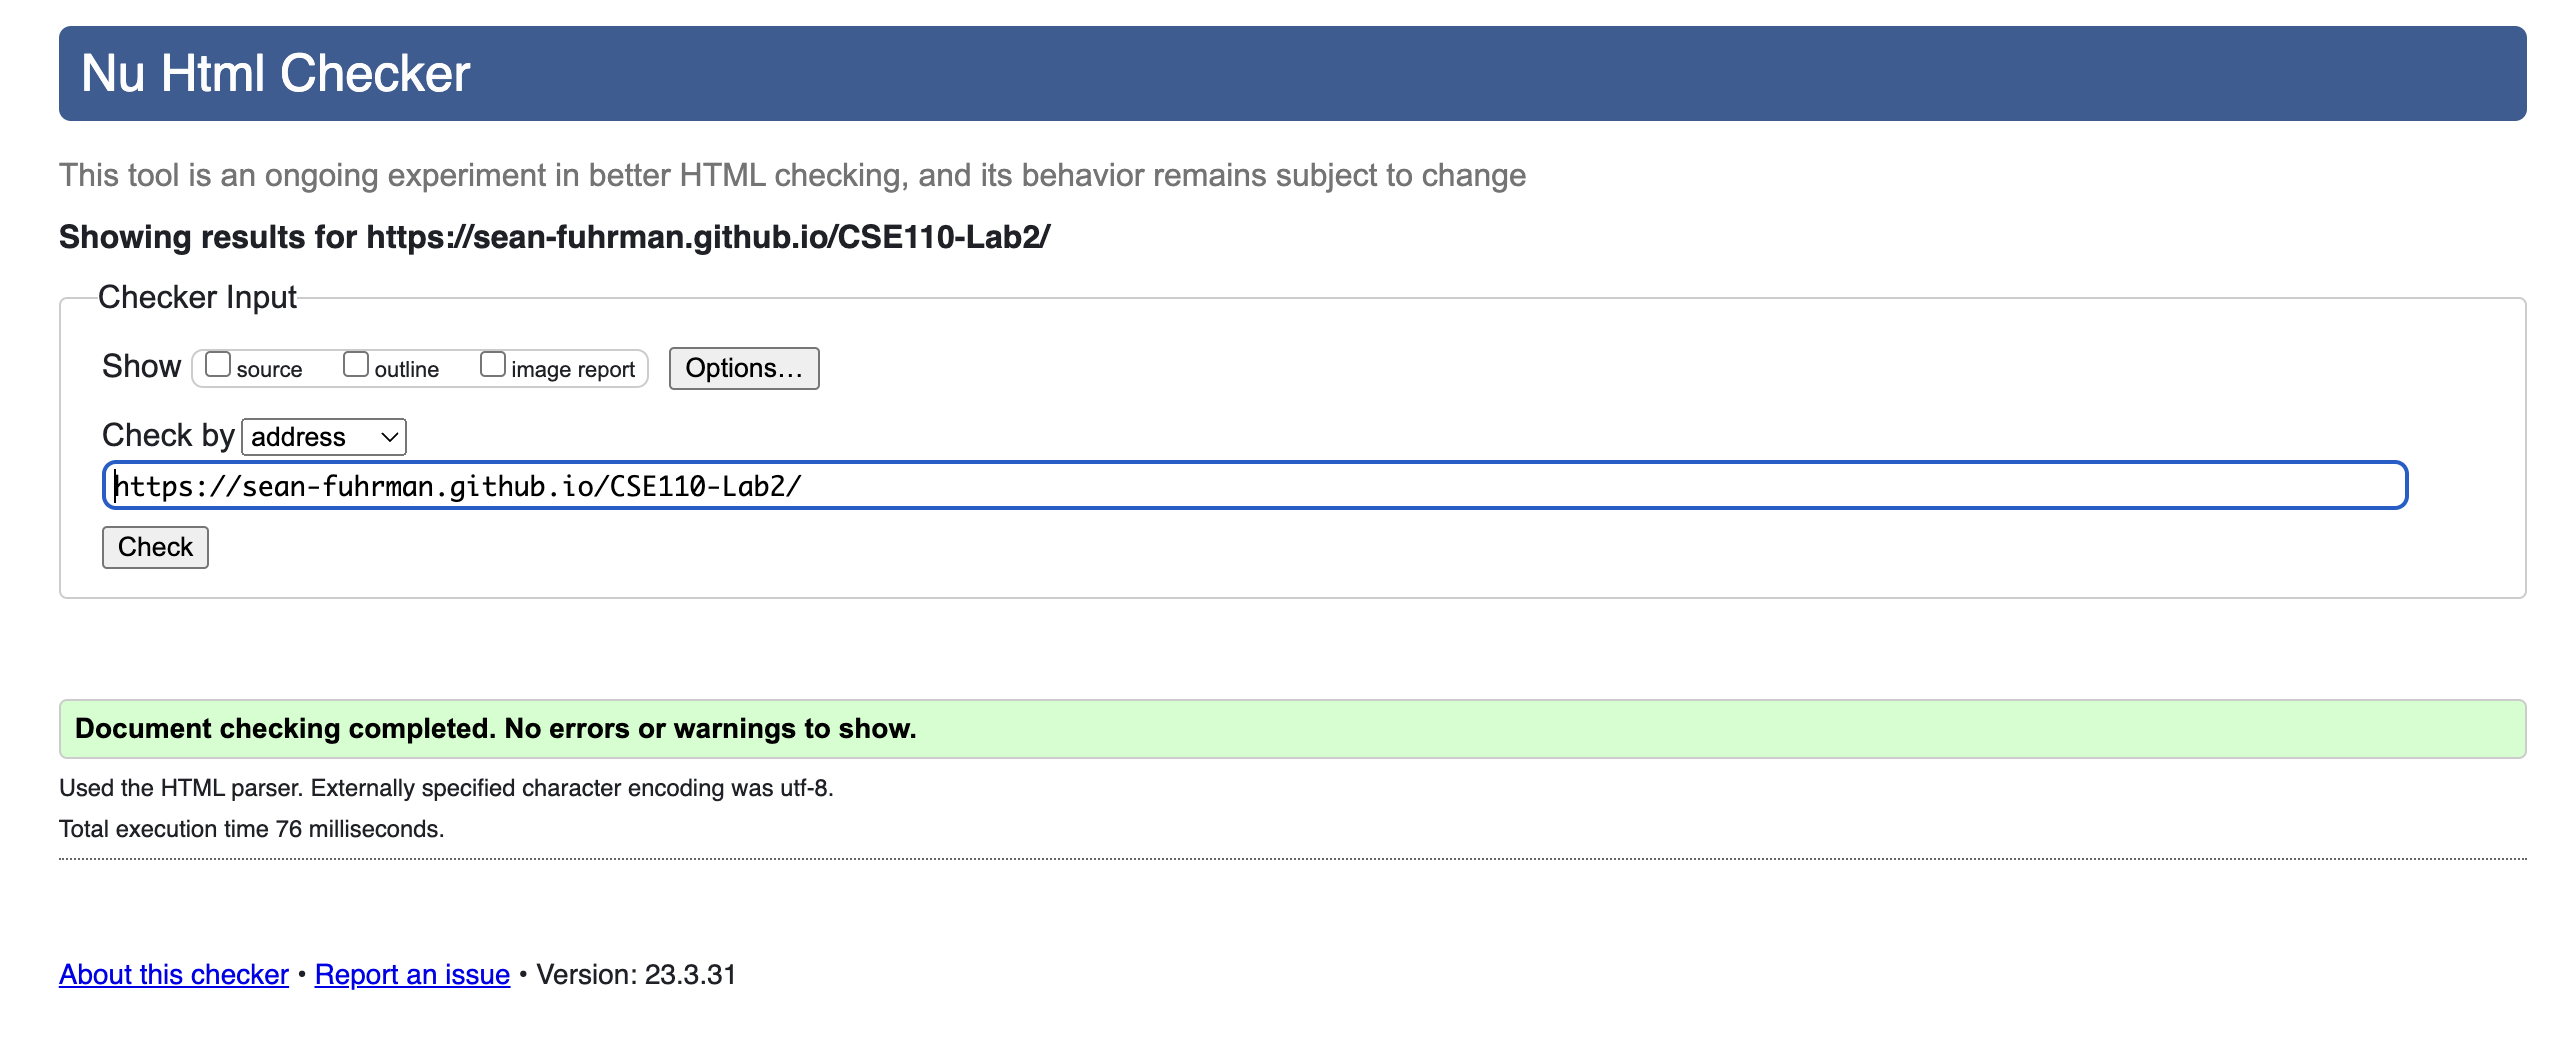 Nu Html Checker
This tool is an ongoing experiment in better HTML checking, and its behavior remains subject to change
Showing results for https://sean-fuhrman.github.io/CSE110-Lab2/
Checker Input
Show source outline image report Options...
Check by address
https://sean-fuhrman.github.io/CSE110-Lab2/
Check
Document checking completed. No errors or warnings to show.
Used the HTML parser. Externally specified character encoding was utf-8.
Total execution time 76 milliseconds.
About this checker • Report an issue • Version: 23.3.31